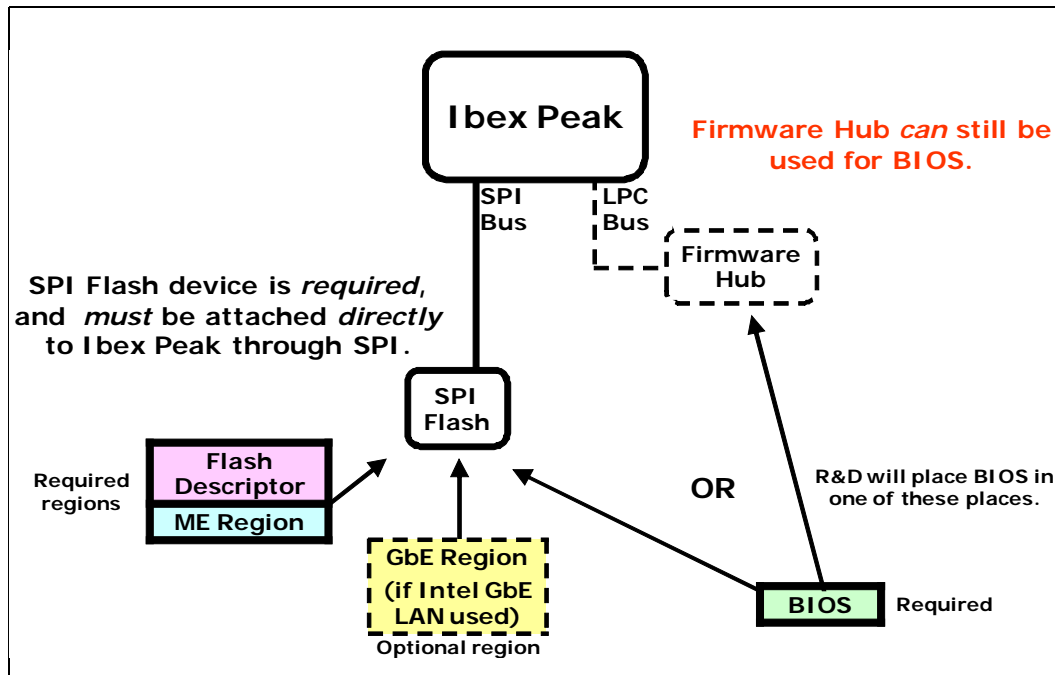 Ibex Peak
Firmware Hub can still be
used for BIOS.
SPI
Bus
LPC
Bus
Firmware
Hub
SPI Flash device is required,
and must be attached directly
to Ibex Peak through SPI.
SPI
Flash
Required
regions
Flash
Descriptor
ME Region
OR
R&D will place BIOS in
one of these places.
GbE Region
(if Intel GbE
LAN used)
Optional region
BIOS
Required